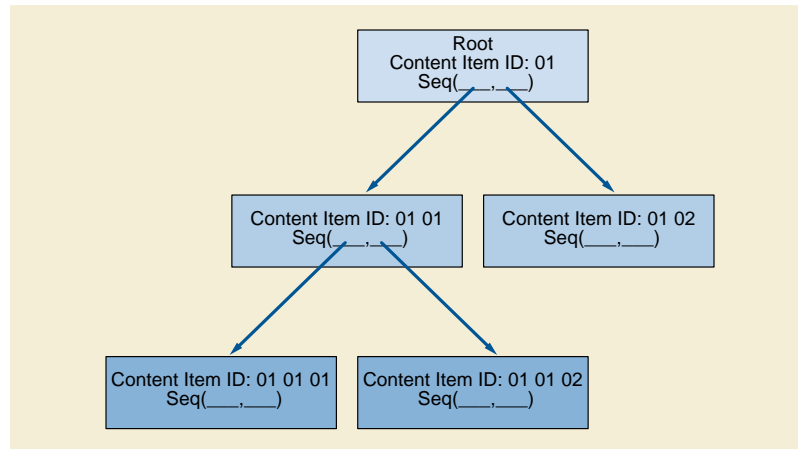 Root
Content Item ID: 01
Seq(___,___)
Content Item ID: 01 01
Seq(___,___)
Content Item ID: 01 02
Seq(___,___)
Content Item ID: 01 01 01
Seq(___,___)
Content Item ID: 01 01 02
Seq(___,___)